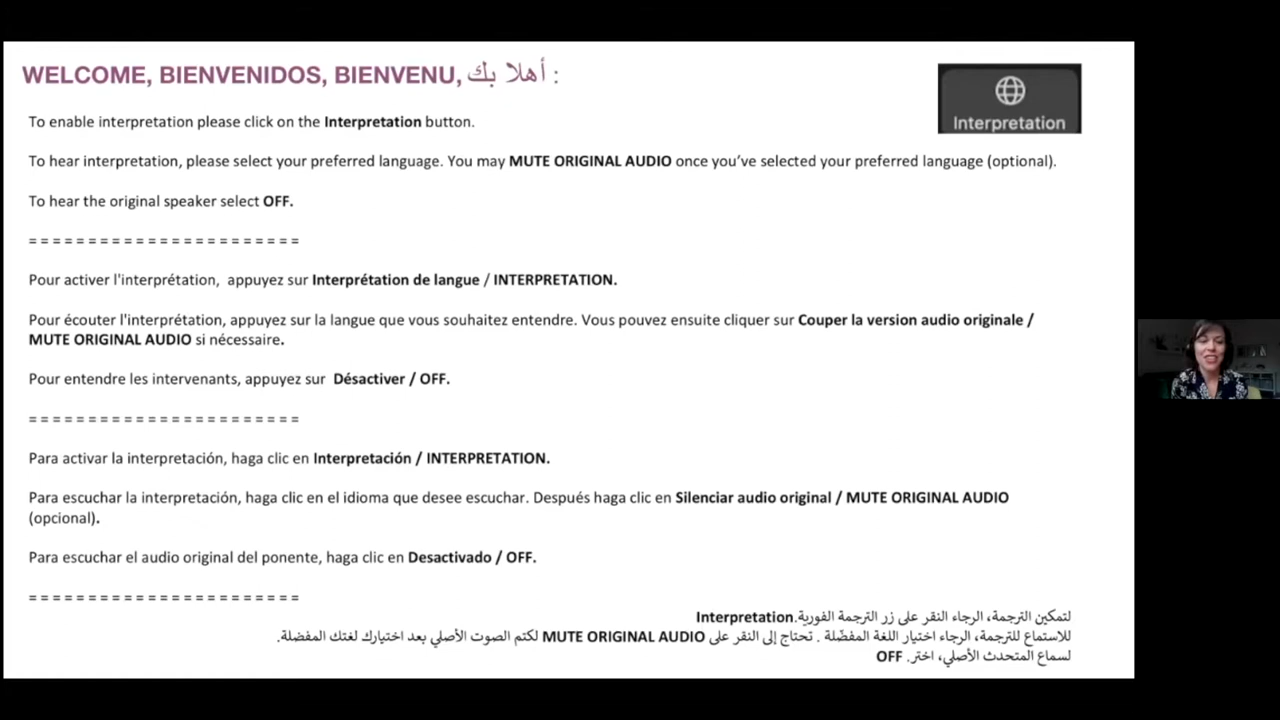 WELCOME, BIENVENIDOS, BIENVENU, أهلا بك :
Interpretation
To enable interpretation please click on the Interpretation button.
To hear interpretation, please select your preferred language. You may MUTE ORIGINAL AUDIO once you’ve selected your preferred language (optional).
To hear the original speaker select OFF.
= = = = = = = = = = = = = = = = = = = = = = =
Pour activer l'interprétation,  appuyez sur Interprétation de langue / INTERPRETATION.
Pour écouter l'interprétation, appuyez sur la langue que vous souhaitez entendre. Vous pouvez ensuite cliquer sur Couper la version audio originale /
MUTE ORIGINAL AUDIO si nécessaire.
Pour entendre les intervenants, appuyez sur  Désactiver / OFF.
= = = = = = = = = = = = = = = = = = = = = = =
Para activar la interpretación, haga clic en Interpretación / INTERPRETATION.
Para escuchar la interpretación, haga clic en el idioma que desee escuchar. Después haga clic en Silenciar audio original / MUTE ORIGINAL AUDIO
(opcional).
Para escuchar el audio original del ponente, haga clic en Desactivado / OFF.
= = = = = = = = = = = = = = = = = = = = = = =
لتمكين الترجمة، الرجاء النقر على زر الترجمة الفورية.Interpretation
للاستماع للترجمة، الرجاء اختيار اللغة المفضّلة . تحتاج إلى النقر على MUTE ORIGINAL AUDIO لكتم الصوت الأصلي بعد اختيارك لغتك المفضلة.
لسماع المتحدث الأصلي، اختر. OFF